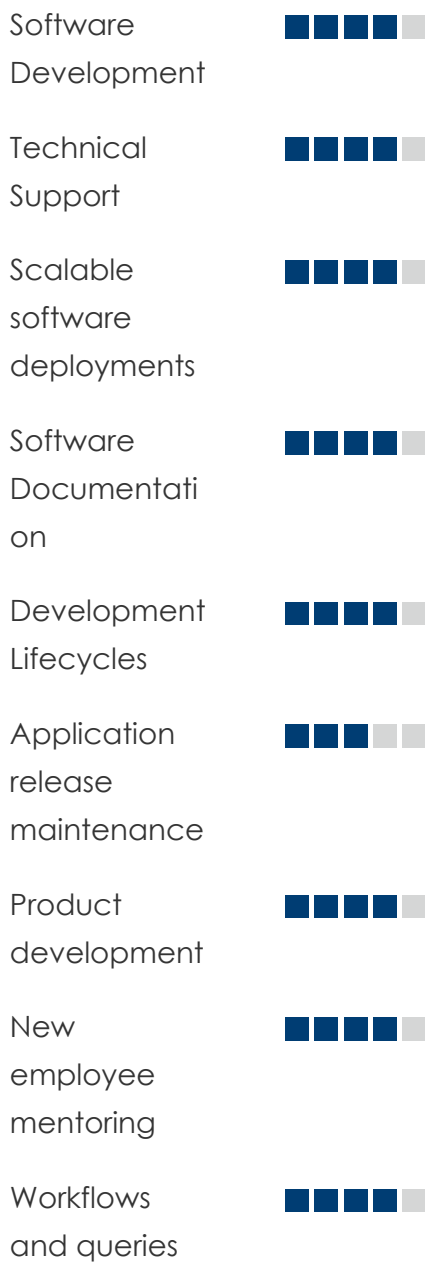 Software
Development
Technical
Support
Scalable
software
deployments
Software
Documentati
on
Development
Lifecycles
Application
release
maintenance
Product
development
New
employee
mentoring
Workflows
and queries